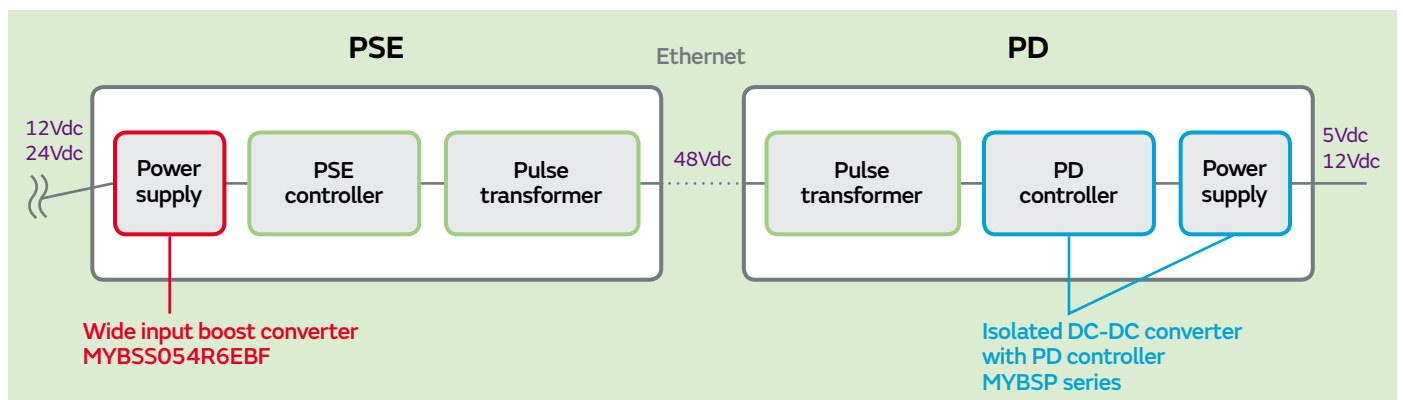 PSE
Ethernet
PD
12Vdc
24Vdc
Power
supply
PSE
controller
Pulse
transformer
48Vdc
Pulse
transformer
PD
controller
Power
supply
5Vdc
12Vdc
Wide input boost converter
MYBSS054R6EBF
Isolated DC-DC converter
with PD controller
MYBSP series